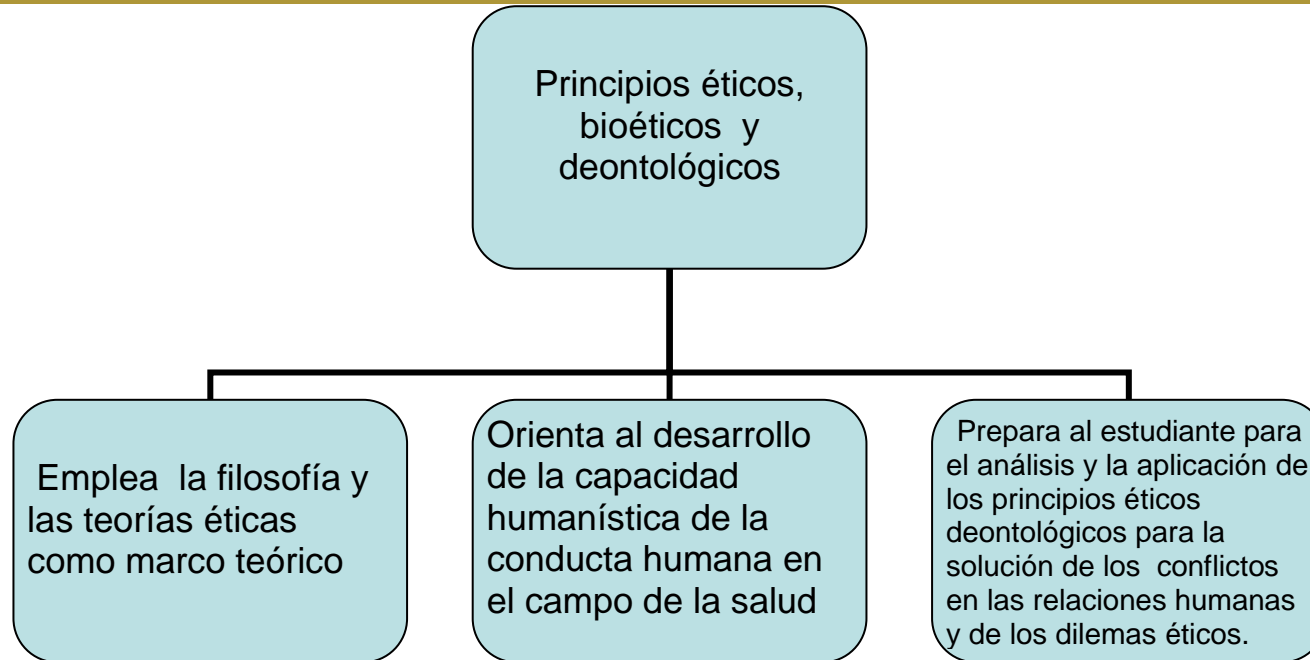 Principios éticos,
bioéticos y
deontológicos
Emplea la filosofía y
las teorías éticas
como marco teórico
Orienta al desarrollo
de la capacidad
humanística de la
conducta humana en
el campo de la salud
Prepara al estudiante para
el análisis y la aplicación de
los principios éticos
deontológicos para la
solución de los conflictos
en las relaciones humanas
y de los dilemas éticos.